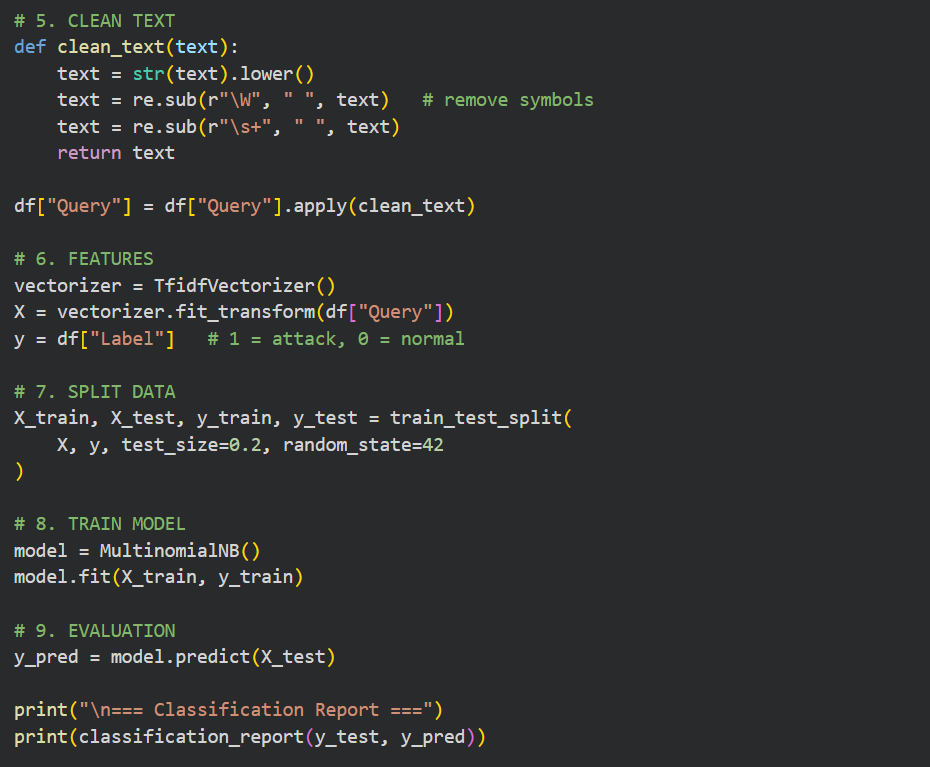 # 5. CLEAN TEXT
def clean_text(text):
    text = str(text).lower()
    text = re.sub(r"\W", " ", text)   # remove symbols
    text = re.sub(r"\s+", " ", text)
    return text

df["Query"] = df["Query"].apply(clean_text)

# 6. FEATURES
vectorizer = TfidfVectorizer()
X = vectorizer.fit_transform(df["Query"])
y = df["Label"]   # 1 = attack, 0 = normal

# 7. SPLIT DATA
X_train, X_test, y_train, y_test = train_test_split(
    X, y, test_size=0.2, random_state=42
)

# 8. TRAIN MODEL
model = MultinomialNB()
model.fit(X_train, y_train)

# 9. EVALUATION
y_pred = model.predict(X_test)

print("\n=== Classification Report ===")
print(classification_report(y_test, y_pred))